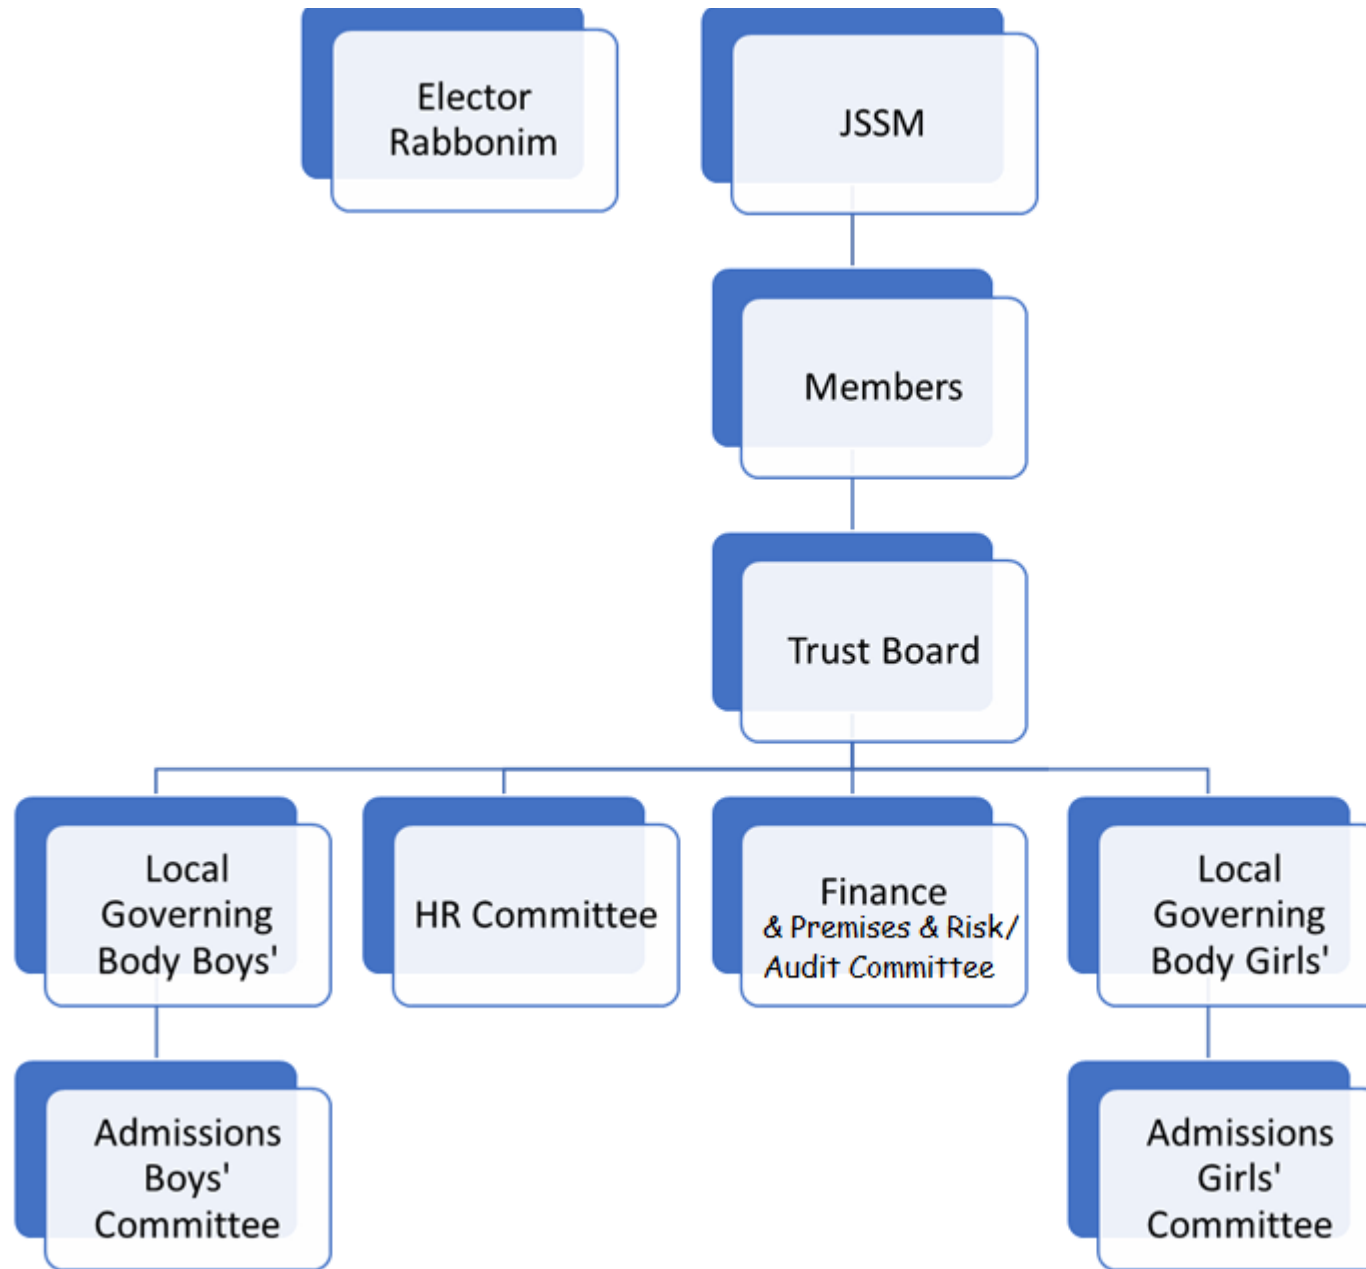 Elector
Rabbonim
JSSM
Members
Trust Board
Local
Governing
Body Boys'
HR Committee
Finance
& Premises & Risk/
Audit Committee
Local
Governing
Body Girls'
Admissions
Boys'
Committee
Admissions
Girls'
Committee